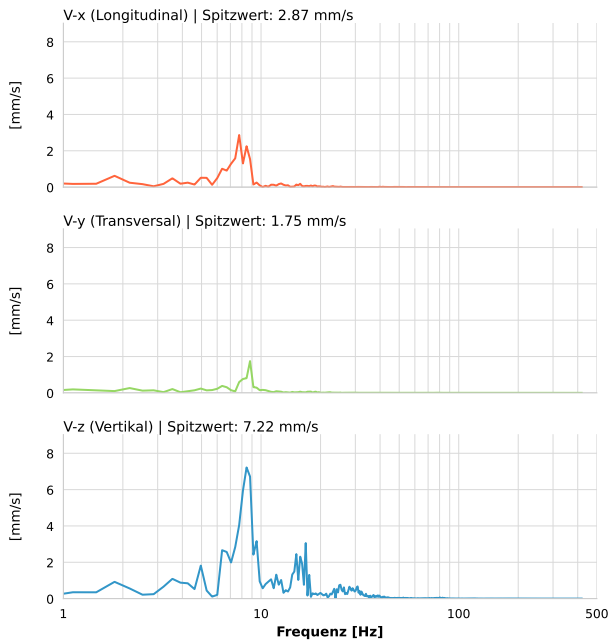 V-x (Longitudinal) | Spitzwert: 2.87 mm/s
8
6
4
2
0
[mm/s]
V-y (Transversal) | Spitzwert: 1.75 mm/s
8
6
4
2
0
[mm/s]
V-z (Vertikal) | Spitzwert: 7.22 mm/s
8
6
4
2
0
[mm/s]
1 10 100 500
Frequenz [Hz]